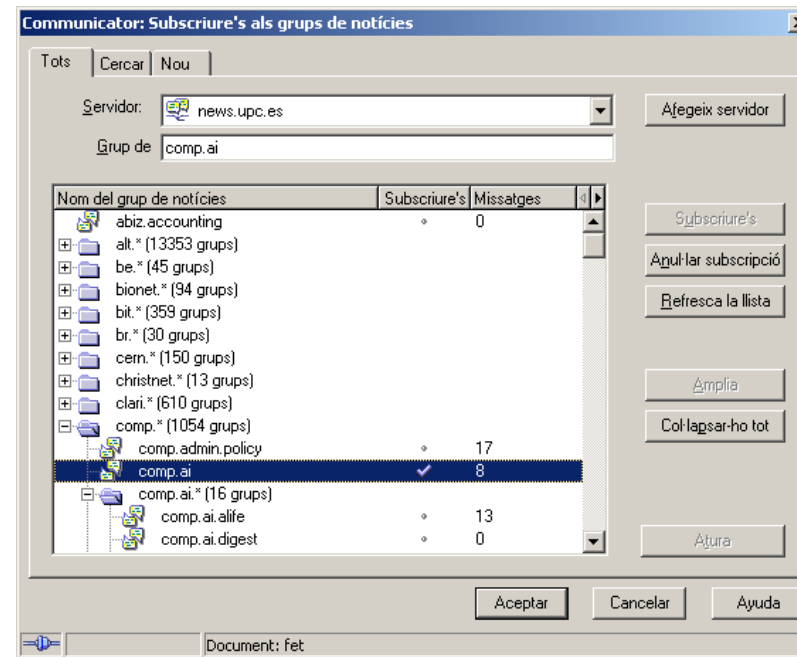 Communicator: Subscriure's als grups de notícies
Tots Cercar Nou
Servidor: news.upc.es Afegeix servidor
Grup de comp.ai
Nom del grup de notícies Subscriure's Missatges
abiz.accounting 0 Subscriure's
alt.* (13353 grups)
be.* (45 grups) Anul·lar subscripció
bionet.* (94 grups)
bit.* (359 grups) Refresca la llista
br.* (30 grups)
cern.* (150 grups)
christnet.* (13 grups) Amplia
clari.* (610 grups)
comp.* (1054 grups) Col·lapsar-ho tot
comp.admin.policy 17
comp.ai 8
comp.ai.* (16 grups)
comp.ai.alife 13
comp.ai.digest 0 Atura
Aceptar Cancelar Ayuda
Document: fet